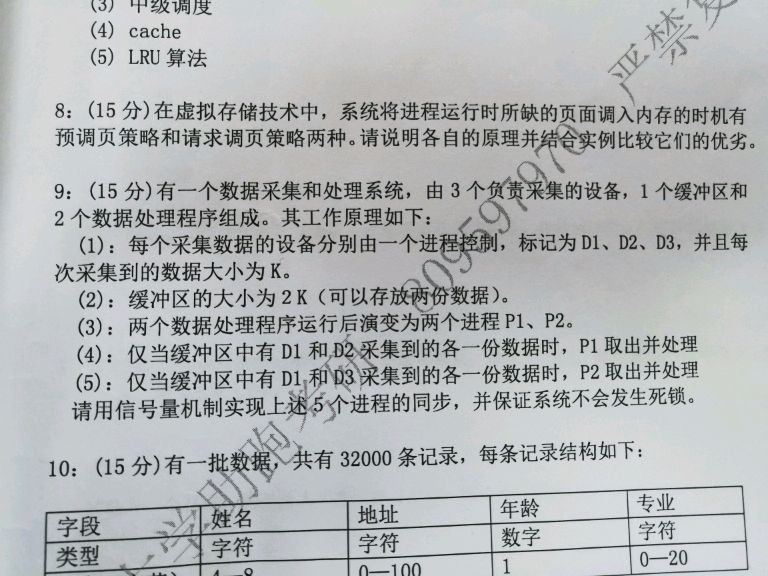 (3) 中级调度
(4) cache
(5) LRU 算法
8：(15 分)在虚拟存储技术中，系统将进程运行时所缺的页面调入内存的时机有
预调页策略和请求调页策略两种。请说明各自的原理并结合实例比较它们的优劣。
9：(15 分)有一个数据采集和处理系统，由 3 个负责采集的设备，1 个缓冲区和
2 个数据处理程序组成。其工作原理如下：
(1)：每个采集数据的设备分别由一个进程控制，标记为 D1、D2、D3，并且每
次采集到的数据大小为 K。
(2)：缓冲区的大小为 2 K（可以存放两份数据）。
(3)：两个数据处理程序运行后演变为两个进程 P1、P2。
(4)：仅当缓冲区中有 D1 和 D2 采集到的各一份数据时，P1 取出并处理
(5)：仅当缓冲区中有 D1 和 D3 采集到的各一份数据时，P2 取出并处理
请用信号量机制实现上述 5 个进程的同步，并保证系统不会发生死锁。
10：(15 分)有一批数据，共有 32000 条记录，每条记录结构如下：
字段 姓名 地址 年龄 专业
类型 字符 字符 数字 字符
4—8 0—100 1 0—20
学助跑考研 809597970 严禁复